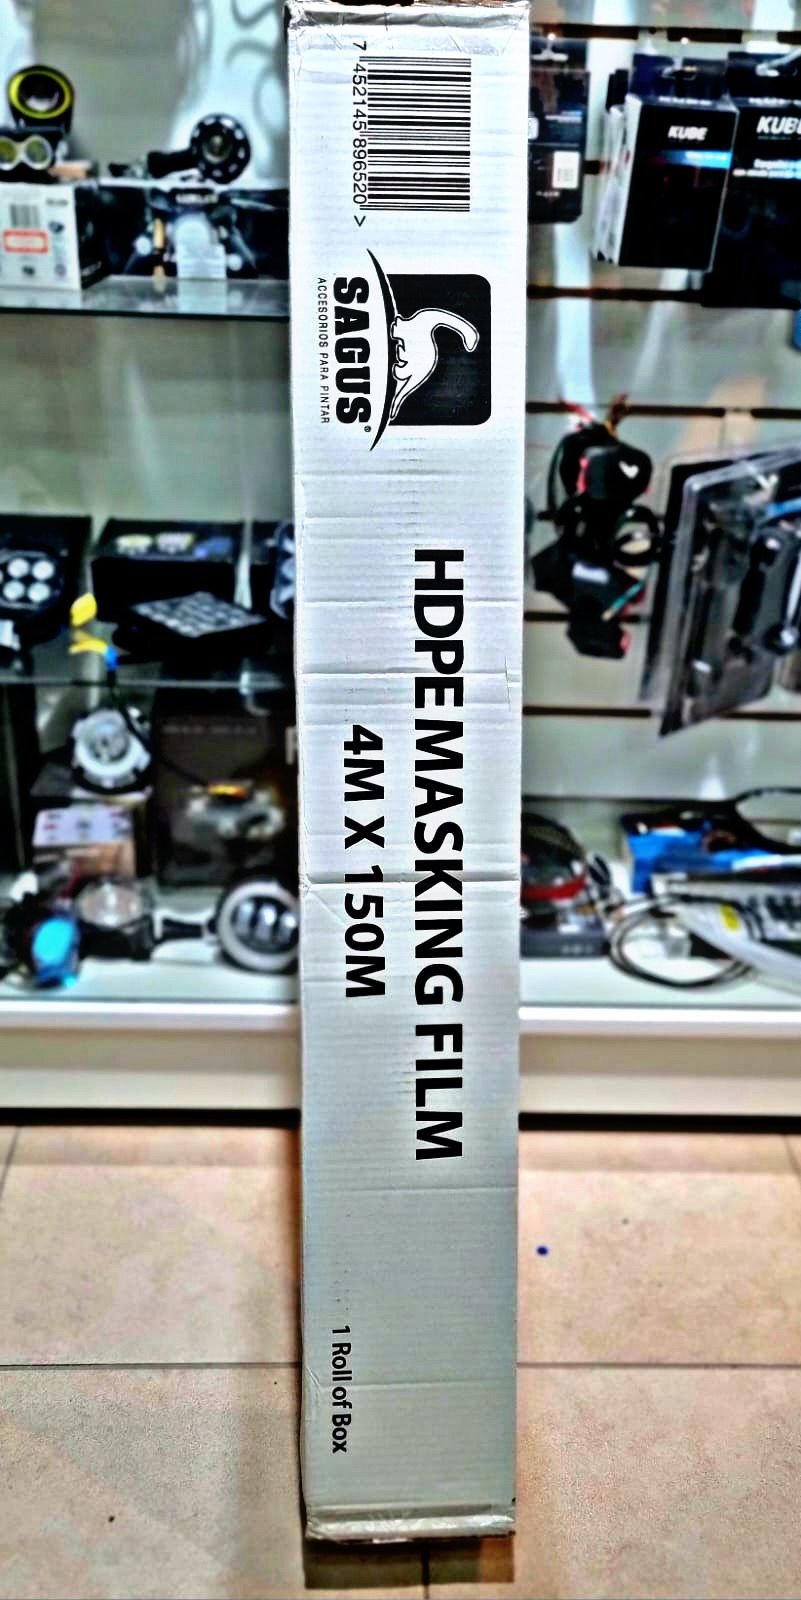 7 452145 896520 >
SAGUS®
ACCESORIOS PARA PINTAR
HDPE MASKING FILM
4M X 150M
1 Roll of Box
KUBE
KUBE